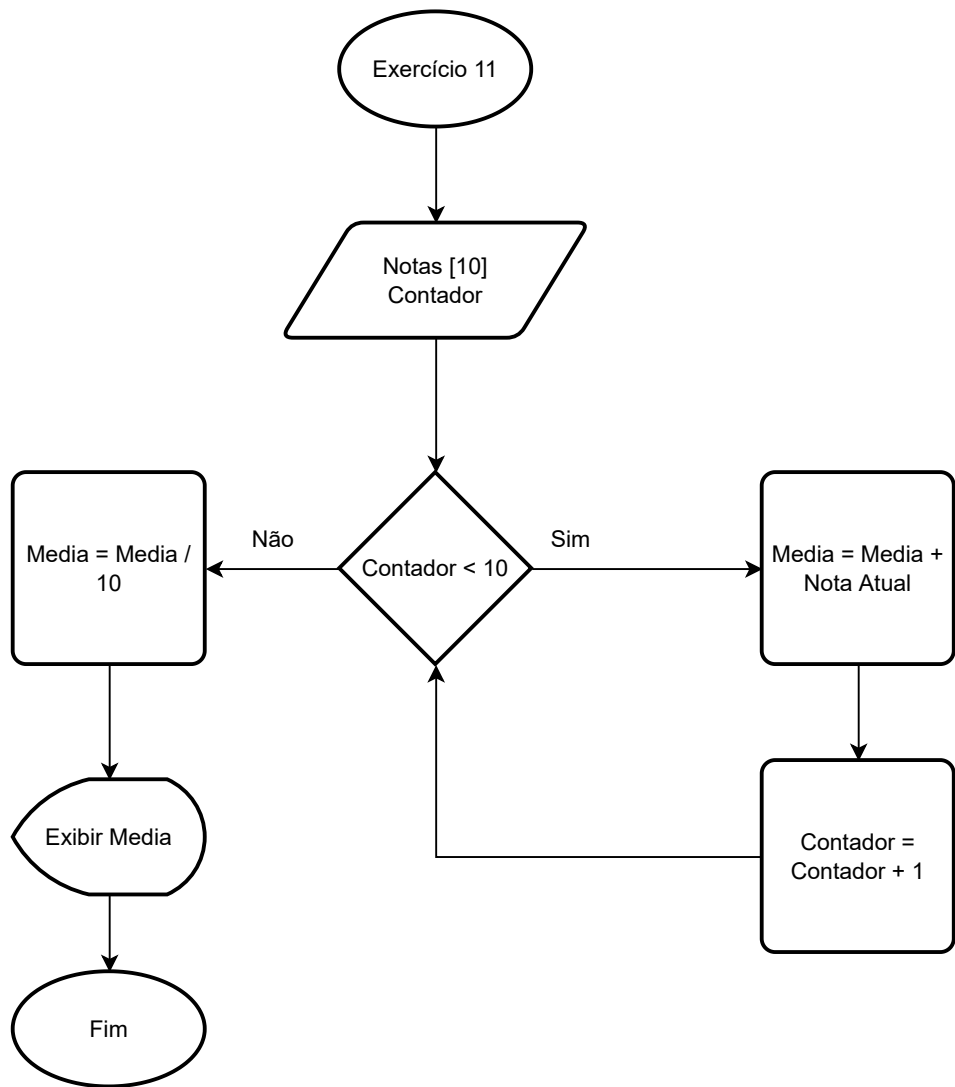 Exercício 11
Notas [10]
Contador
Contador < 10
Não
Sim
Media = Media /
10
Media = Media +
Nota Atual
Exibir Media
Contador =
Contador + 1
Fim